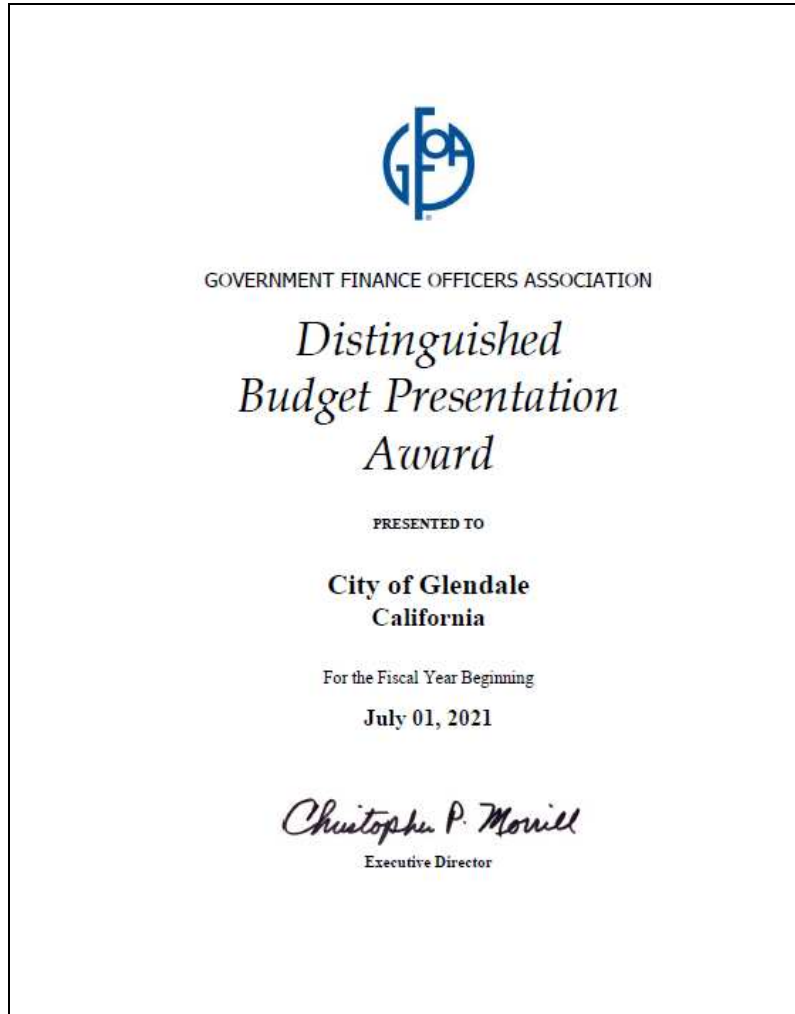 GFOA
GOVERNMENT FINANCE OFFICERS ASSOCIATION
Distinguished
Budget Presentation
Award
PRESENTED TO
City of Glendale
California
For the Fiscal Year Beginning
July 01, 2021
Christopher P. Morrill
Executive Director